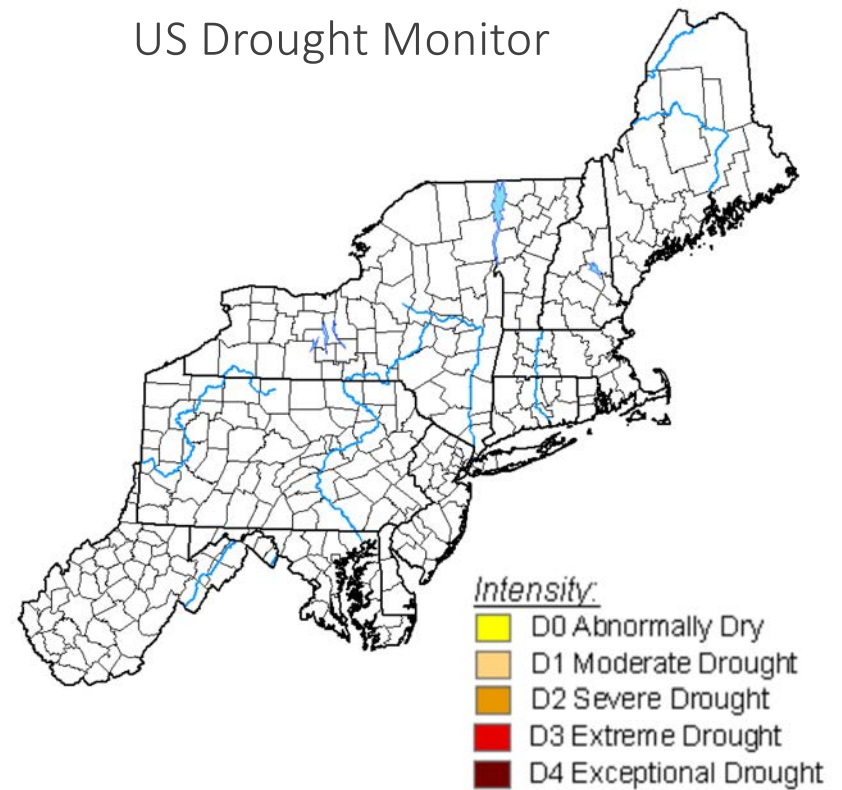 US Drought Monitor
Intensity:
D0 Abnormally Dry
D1 Moderate Drought
D2 Severe Drought
D3 Extreme Drought
D4 Exceptional Drought